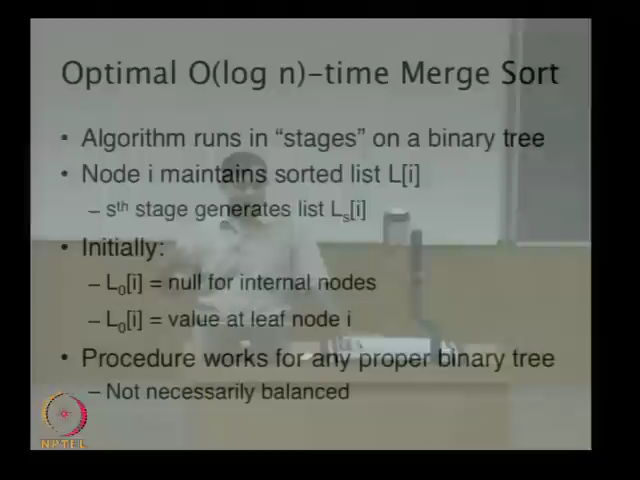 Optimal O(log n)-time Merge Sort
• Algorithm runs in “stages” on a binary tree
• Node i maintains sorted list L[i]
– sth stage generates list Ls[i]
• Initially:
– L0[i] = null for internal nodes
– L0[i] = value at leaf node i
• Procedure works for any proper binary tree
– Not necessarily balanced
NPTEL